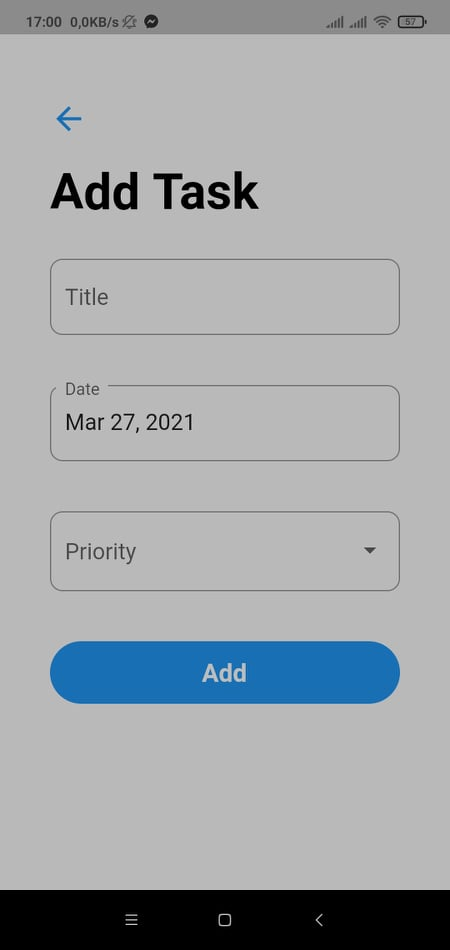 17:00 0,0KB/s 57
Add Task
Title
Date
Mar 27, 2021
Priority
Add